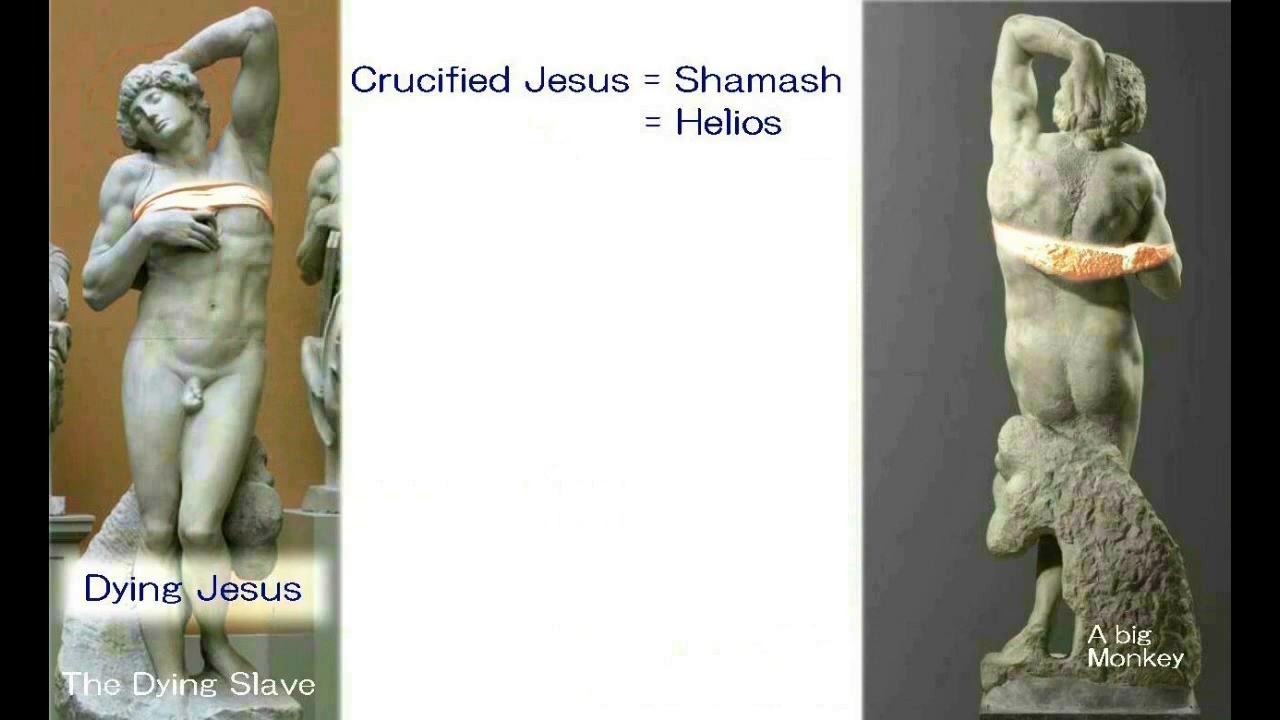 Crucified Jesus = Shamash
= Helios
Dying Jesus
The Dying Slave
A big
Monkey